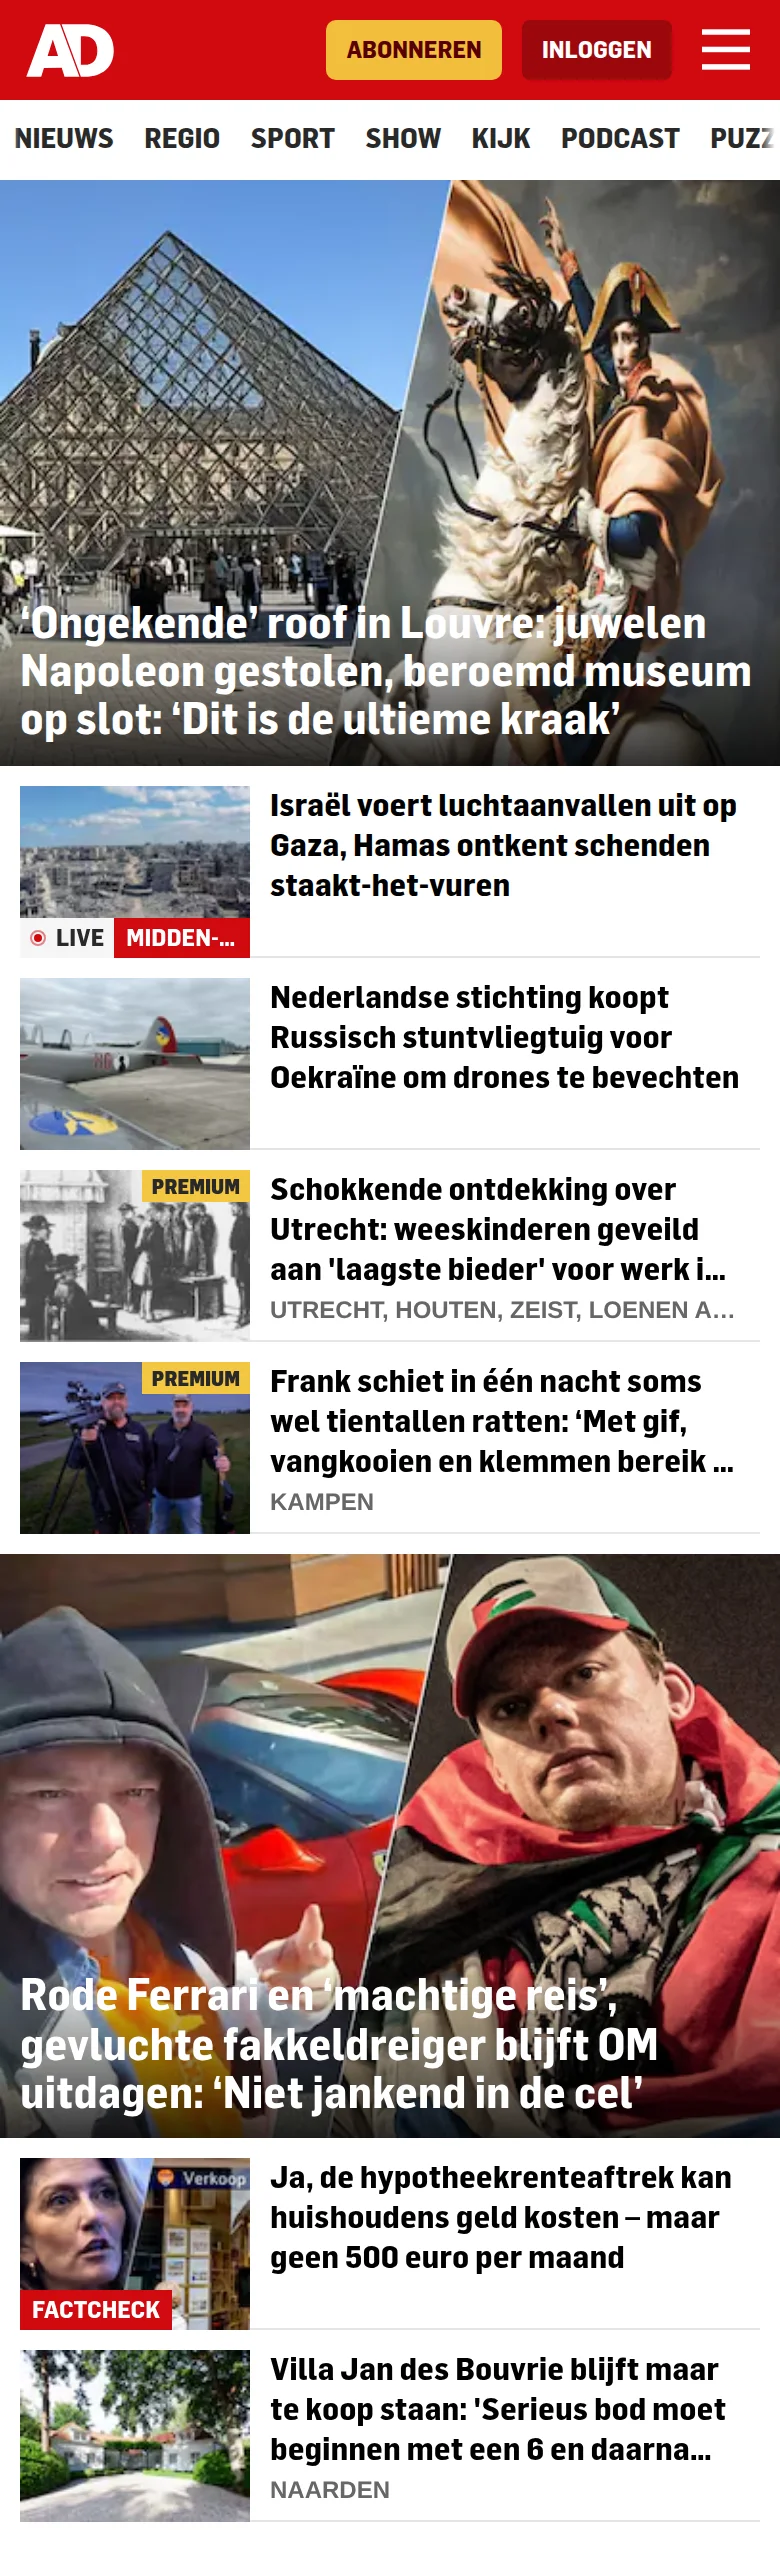 AD
ABONNEREN
INLOGGEN
NIEUWS REGIO SPORT SHOW KIJK PODCAST PUZZ
‘Ongekende’ roof in Louvre: juwelen
Napoleon gestolen, beroemd museum
op slot: ‘Dit is de ultieme kraak’
Israël voert luchtaanvallen uit op
Gaza, Hamas ontkent schenden
staakt-het-vuren
LIVE MIDDEN-...
Nederlandse stichting koopt
Russisch stuntvliegtuig voor
Oekraïne om drones te bevechten
PREMIUM
Schokkende ontdekking over
Utrecht: weeskinderen geveild
aan 'laagste bieder' voor werk i...
UTRECHT, HOUTEN, ZEIST, LOENEN A...
PREMIUM
Frank schiet in één nacht soms
wel tientallen ratten: ‘Met gif,
vangkooien en klemmen bereik ...
KAMPEN
Rode Ferrari en ‘machtige reis’,
gevluchte fakkeldreiger blijft OM
uitdagen: ‘Niet jankend in de cel’
Verkoop
FACTCHECK
Ja, de hypotheekrenteaftrek kan
huishoudens geld kosten – maar
geen 500 euro per maand
Villa Jan des Bouvrie blijft maar
te koop staan: 'Serieus bod moet
beginnen met een 6 en daarna...
NAARDEN